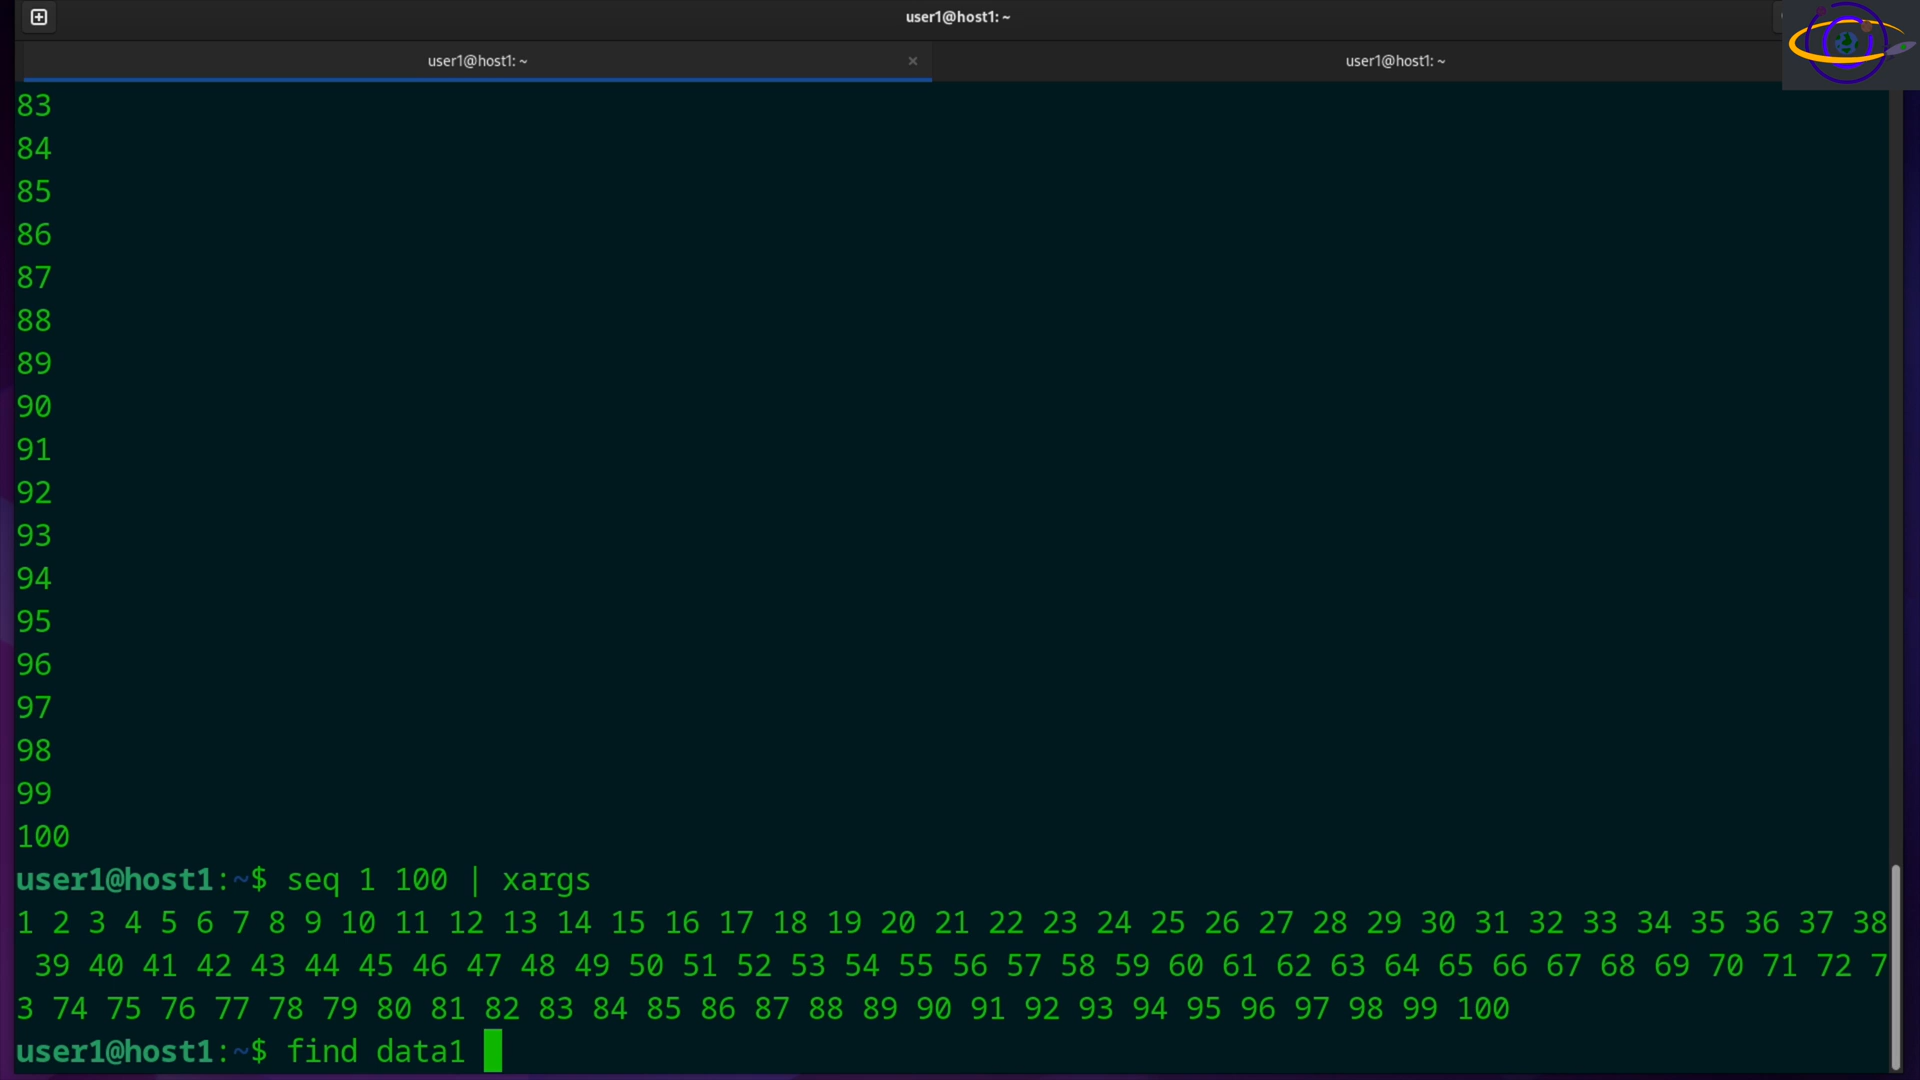 user1@host1: ~
user1@host1: ~ ×
user1@host1: ~
83
84
85
86
87
88
89
90
91
92
93
94
95
96
97
98
99
100
user1@host1:~$ seq 1 100 | xargs
1 2 3 4 5 6 7 8 9 10 11 12 13 14 15 16 17 18 19 20 21 22 23 24 25 26 27 28 29 30 31 32 33 34 35 36 37 38
39 40 41 42 43 44 45 46 47 48 49 50 51 52 53 54 55 56 57 58 59 60 61 62 63 64 65 66 67 68 69 70 71 72 7
3 74 75 76 77 78 79 80 81 82 83 84 85 86 87 88 89 90 91 92 93 94 95 96 97 98 99 100
user1@host1:~$ find data1